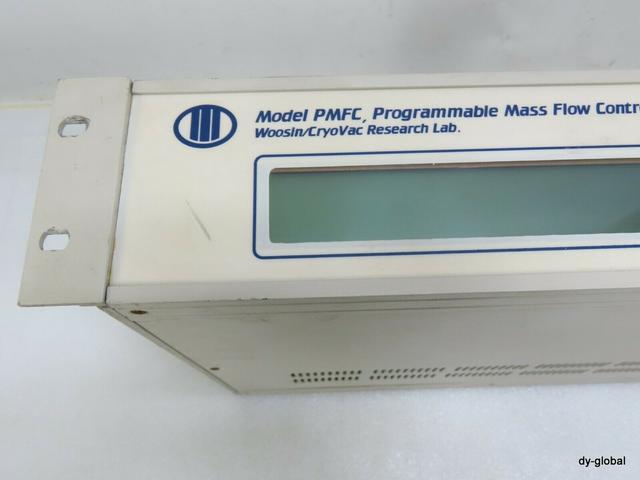 Model PMFC, Programmable Mass Flow Contr
Woosin/CryoVac Research Lab.
dy-global